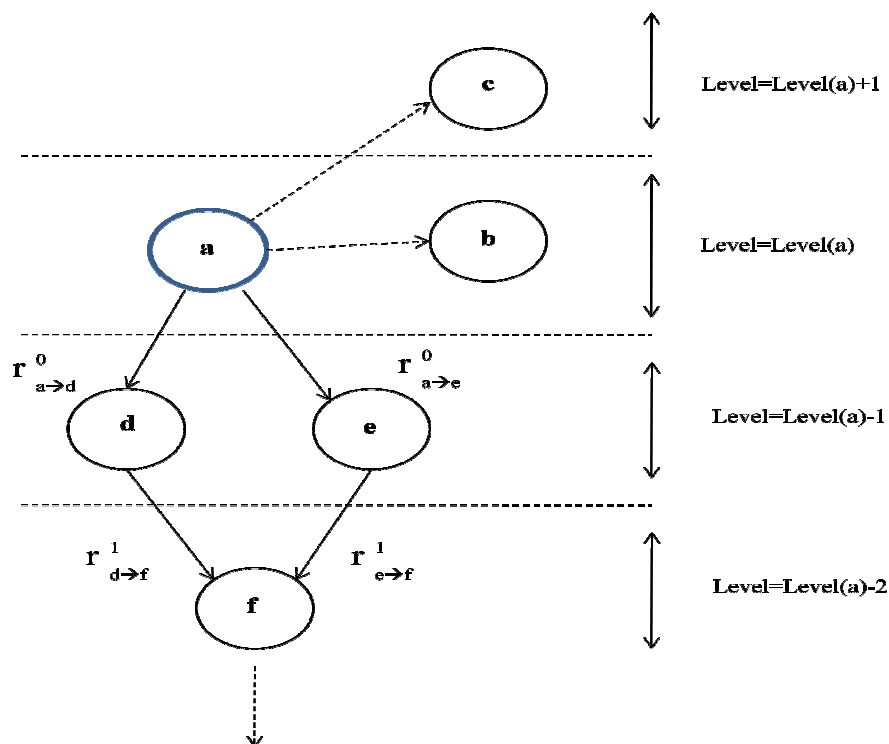 c
Level=Level(a)+1
a
b
Level=Level(a)
r 0 a→d
r 0 a→e
d
e
Level=Level(a)-1
r 1 d→f
r 1 e→f
f
Level=Level(a)-2